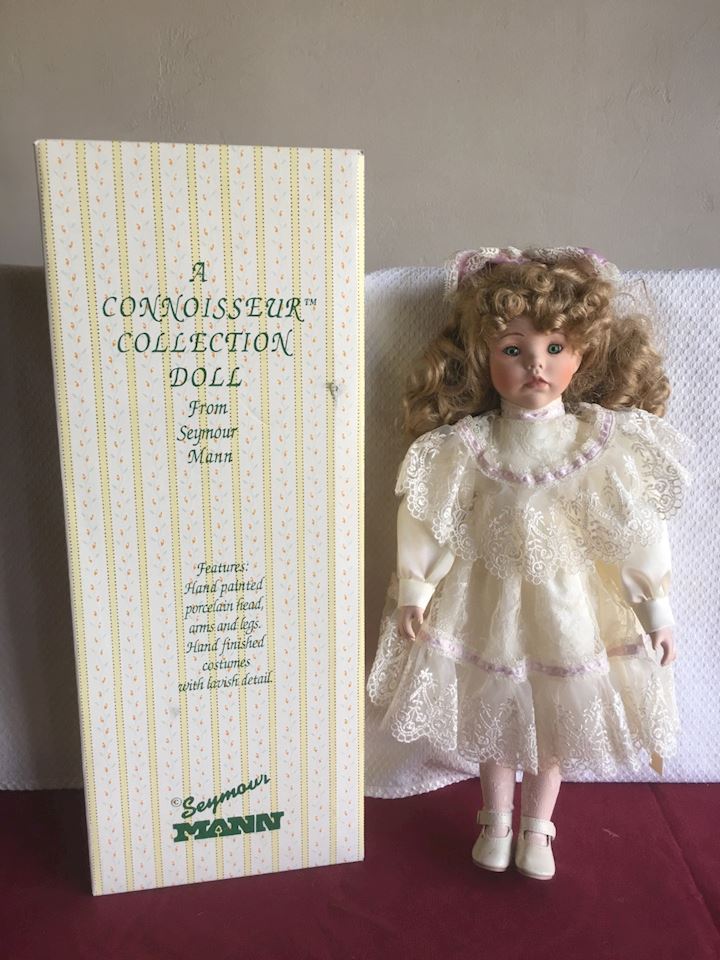 A
CONNOISSEUR™
COLLECTION
DOLL
From
Seymour
Mann
Features:
Hand painted
porcelain head,
arms and legs.
Hand finished
costumes
with lavish detail.
©Seymour
MANN